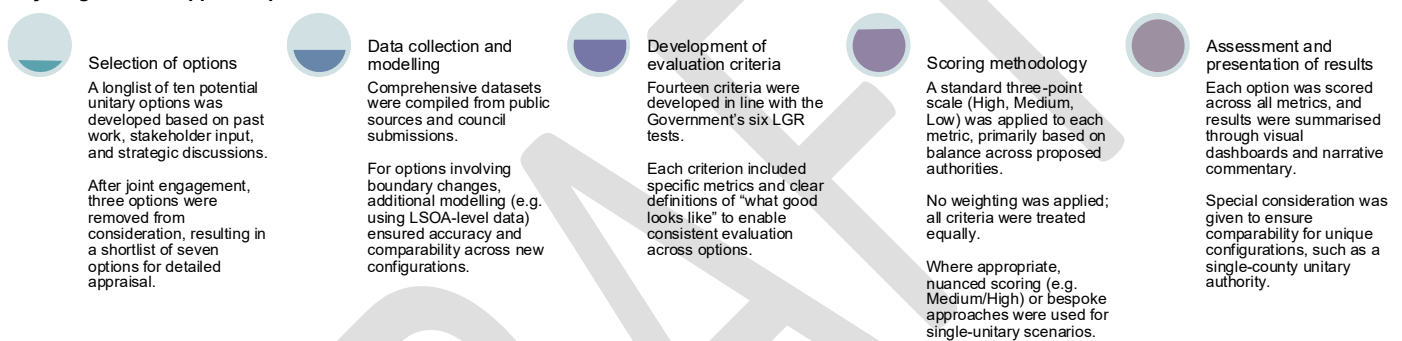 Selection of options
A longlist of ten potential
unitary options was
developed based on past
work, stakeholder input,
and strategic discussions.
After joint engagement,
three options were
removed from
consideration, resulting in
a shortlist of seven
options for detailed
appraisal.
Data collection and
modelling
Comprehensive datasets
were compiled from public
sources and council
submissions.
For options involving
boundary changes,
additional modelling (e.g.
using LSOA-level data)
ensured accuracy and
comparability across new
configurations.
Development of
evaluation criteria
Fourteen criteria were
developed in line with the
Government's six LGR
tests.
Each criterion included
specific metrics and clear
definitions of “what good
looks like” to enable
consistent evaluation
across options.
Scoring methodology
A standard three-point
scale (High, Medium,
Low) was applied to each
metric, primarily based on
balance across proposed
authorities.
No weighting was applied;
all criteria were treated
equally.
Where appropriate,
nuanced scoring (e.g.
Medium/High) or bespoke
approaches were used for
single-unitary scenarios.
Assessment and
presentation of results
Each option was scored
across all metrics, and
results were summarised
through visual
dashboards and narrative
commentary.
Special consideration was
given to ensure
comparability for unique
configurations, such as a
single-county unitary
authority.